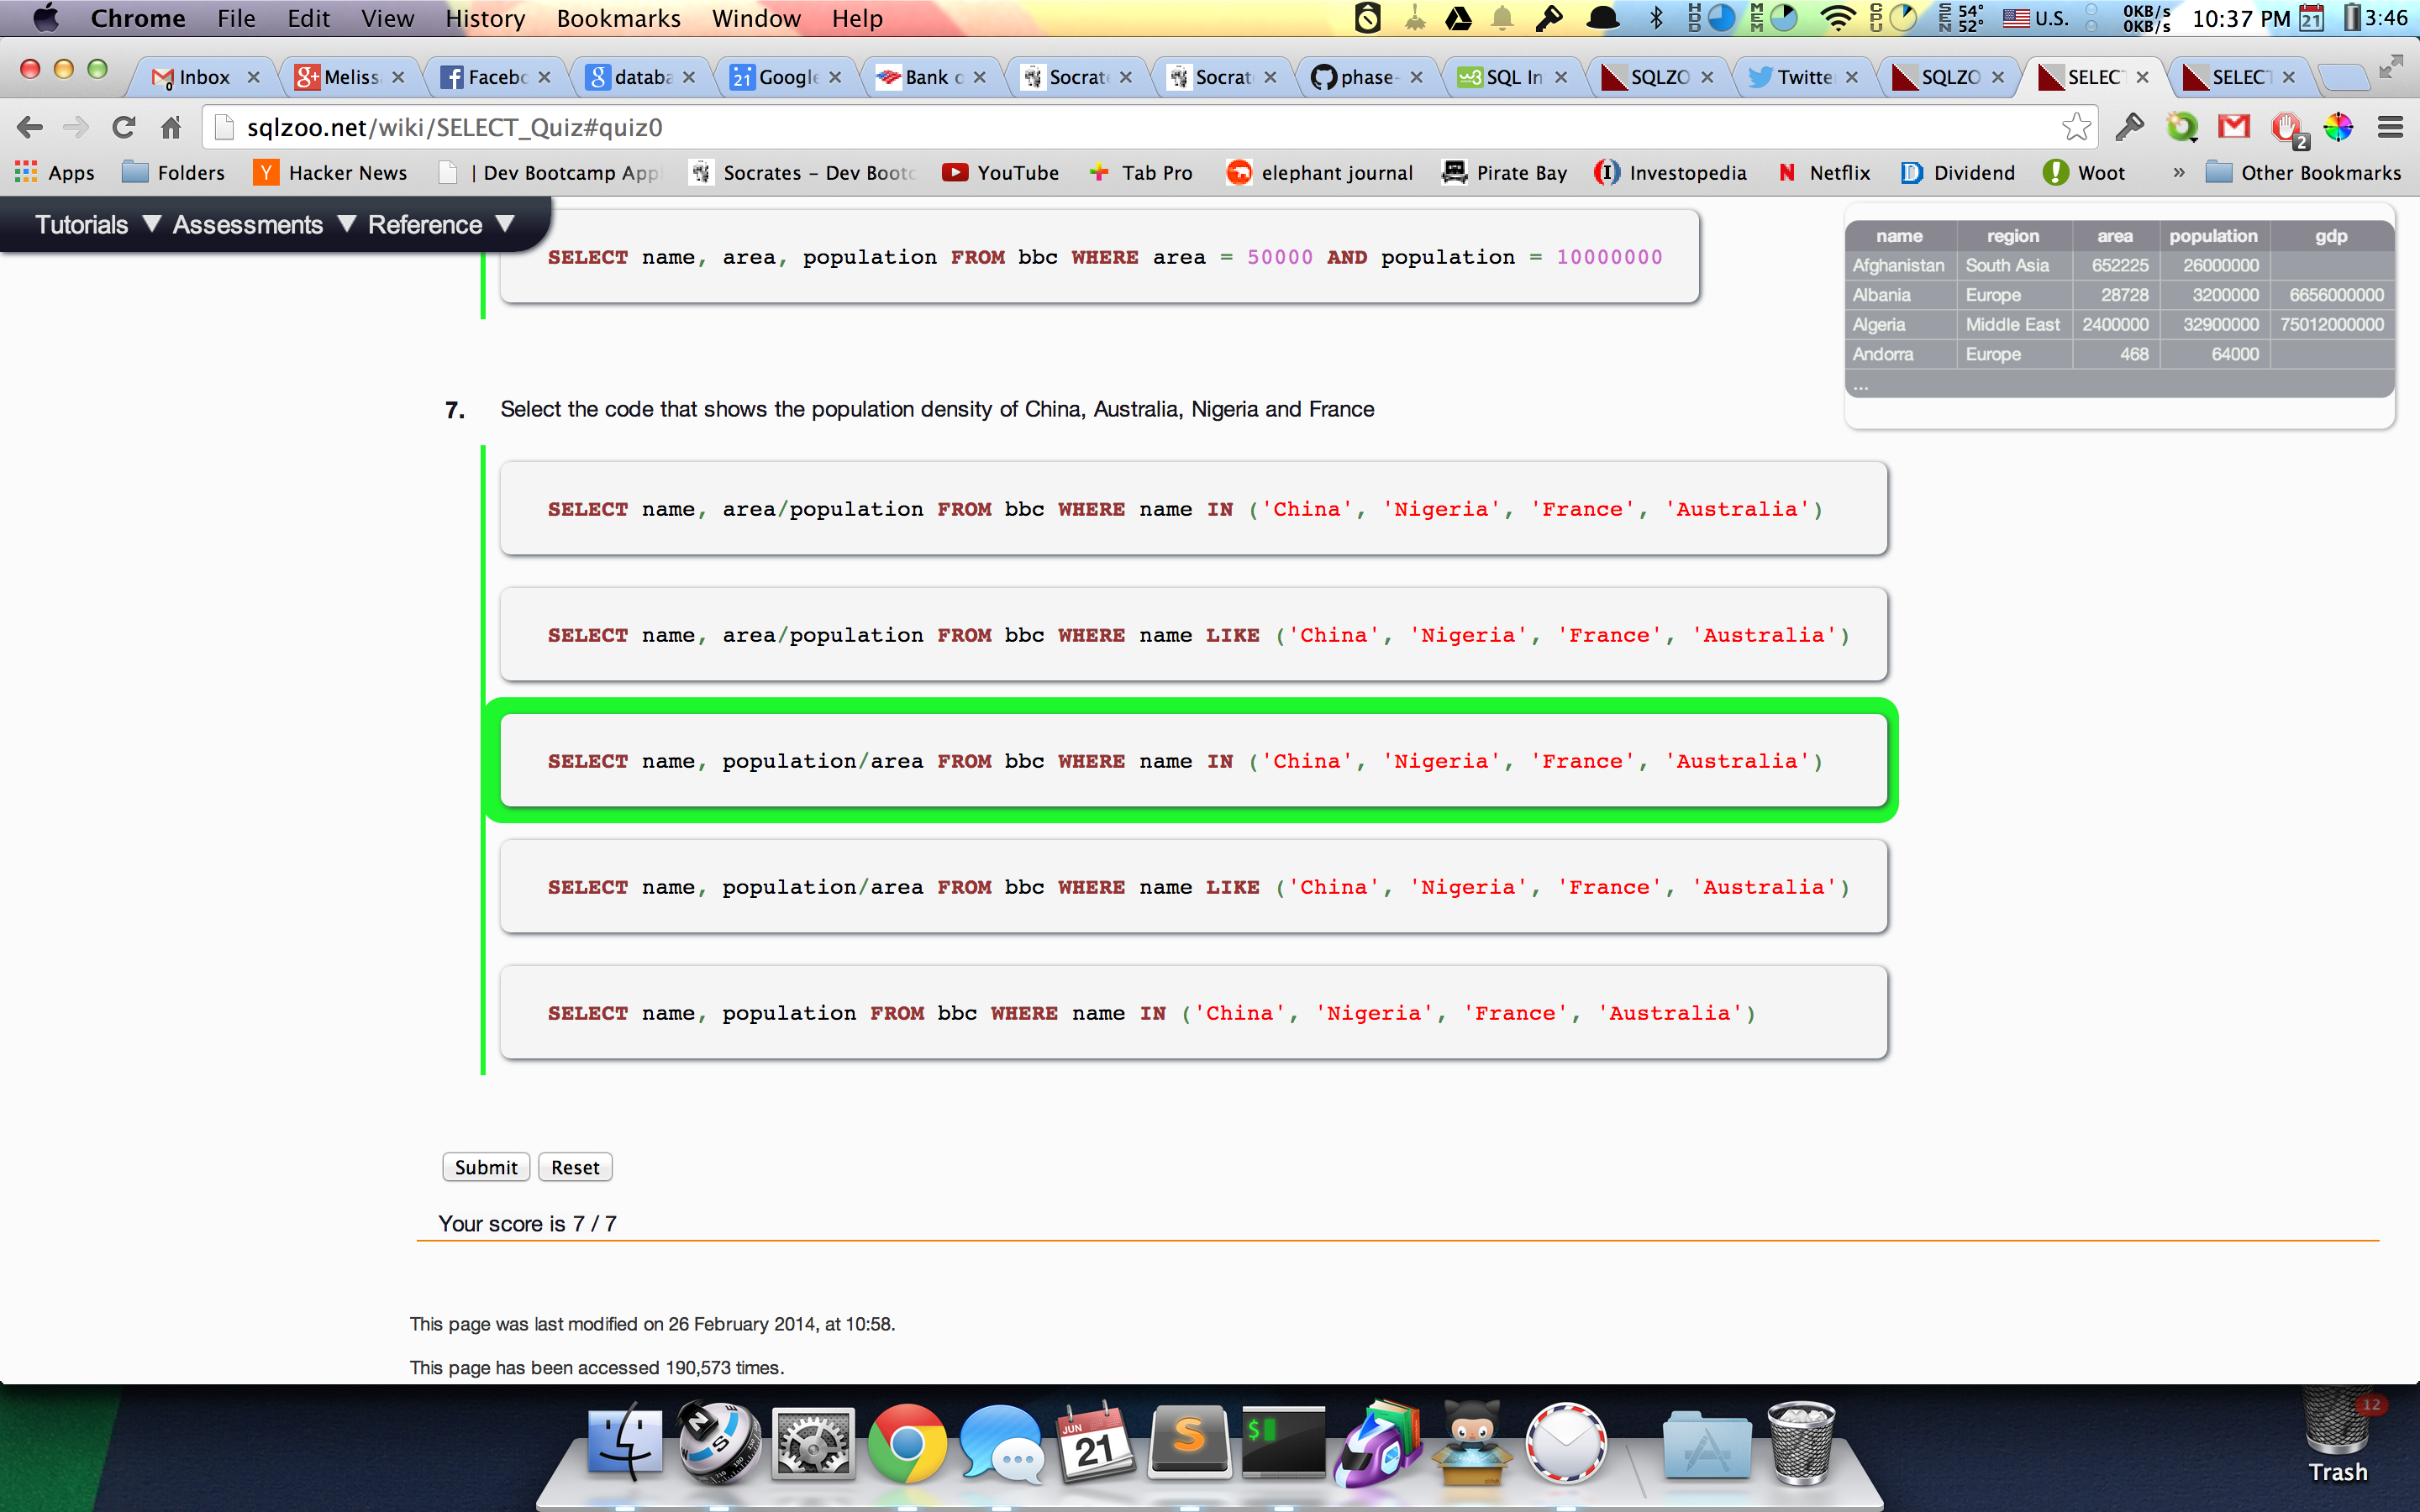 Chrome File Edit View History Bookmarks Window Help HDD MEM CPU SEN 54° 52° U.S. 0KB/s 0KB/s 10:37 PM 21 3:46
Inbox Meliss Facebo databa 21 Google Bank o Socrate Socrat phase- w3 SQL In SQLZO Twitte SQLZO SELECT SELECT
sqlzoo.net/wiki/SELECT_Quiz#quiz0 2
Apps Folders Hacker News | Dev Bootcamp App Socrates – Dev Bootc YouTube Tab Pro elephant journal Pirate Bay Investopedia Netflix Dividend Woot » Other Bookmarks
Tutorials ▼ Assessments ▼ Reference ▼
SELECT name, area, population FROM bbc WHERE area = 50000 AND population = 10000000
name region area population gdp
Afghanistan South Asia 652225 26000000
Albania Europe 28728 3200000 6656000000
Algeria Middle East 2400000 32900000 75012000000
Andorra Europe 468 64000
...
7. Select the code that shows the population density of China, Australia, Nigeria and France
SELECT name, area/population FROM bbc WHERE name IN ('China', 'Nigeria', 'France', 'Australia')
SELECT name, area/population FROM bbc WHERE name LIKE ('China', 'Nigeria', 'France', 'Australia')
SELECT name, population/area FROM bbc WHERE name IN ('China', 'Nigeria', 'France', 'Australia')
SELECT name, population/area FROM bbc WHERE name LIKE ('China', 'Nigeria', 'France', 'Australia')
SELECT name, population FROM bbc WHERE name IN ('China', 'Nigeria', 'France', 'Australia')
Submit Reset
Your score is 7 / 7
This page was last modified on 26 February 2014, at 10:58.
This page has been accessed 190,573 times.
JUN 21
12
Trash